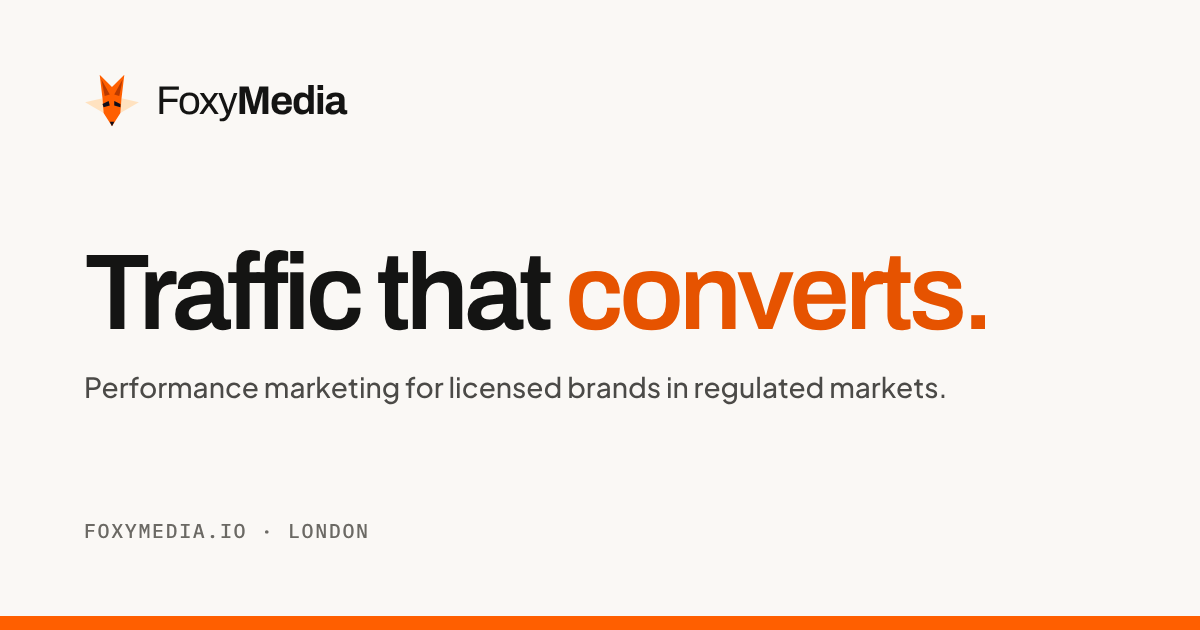 FoxyMedia
Traffic that converts.
Performance marketing for licensed brands in regulated markets.
FOXYMEDIA.IO · LONDON